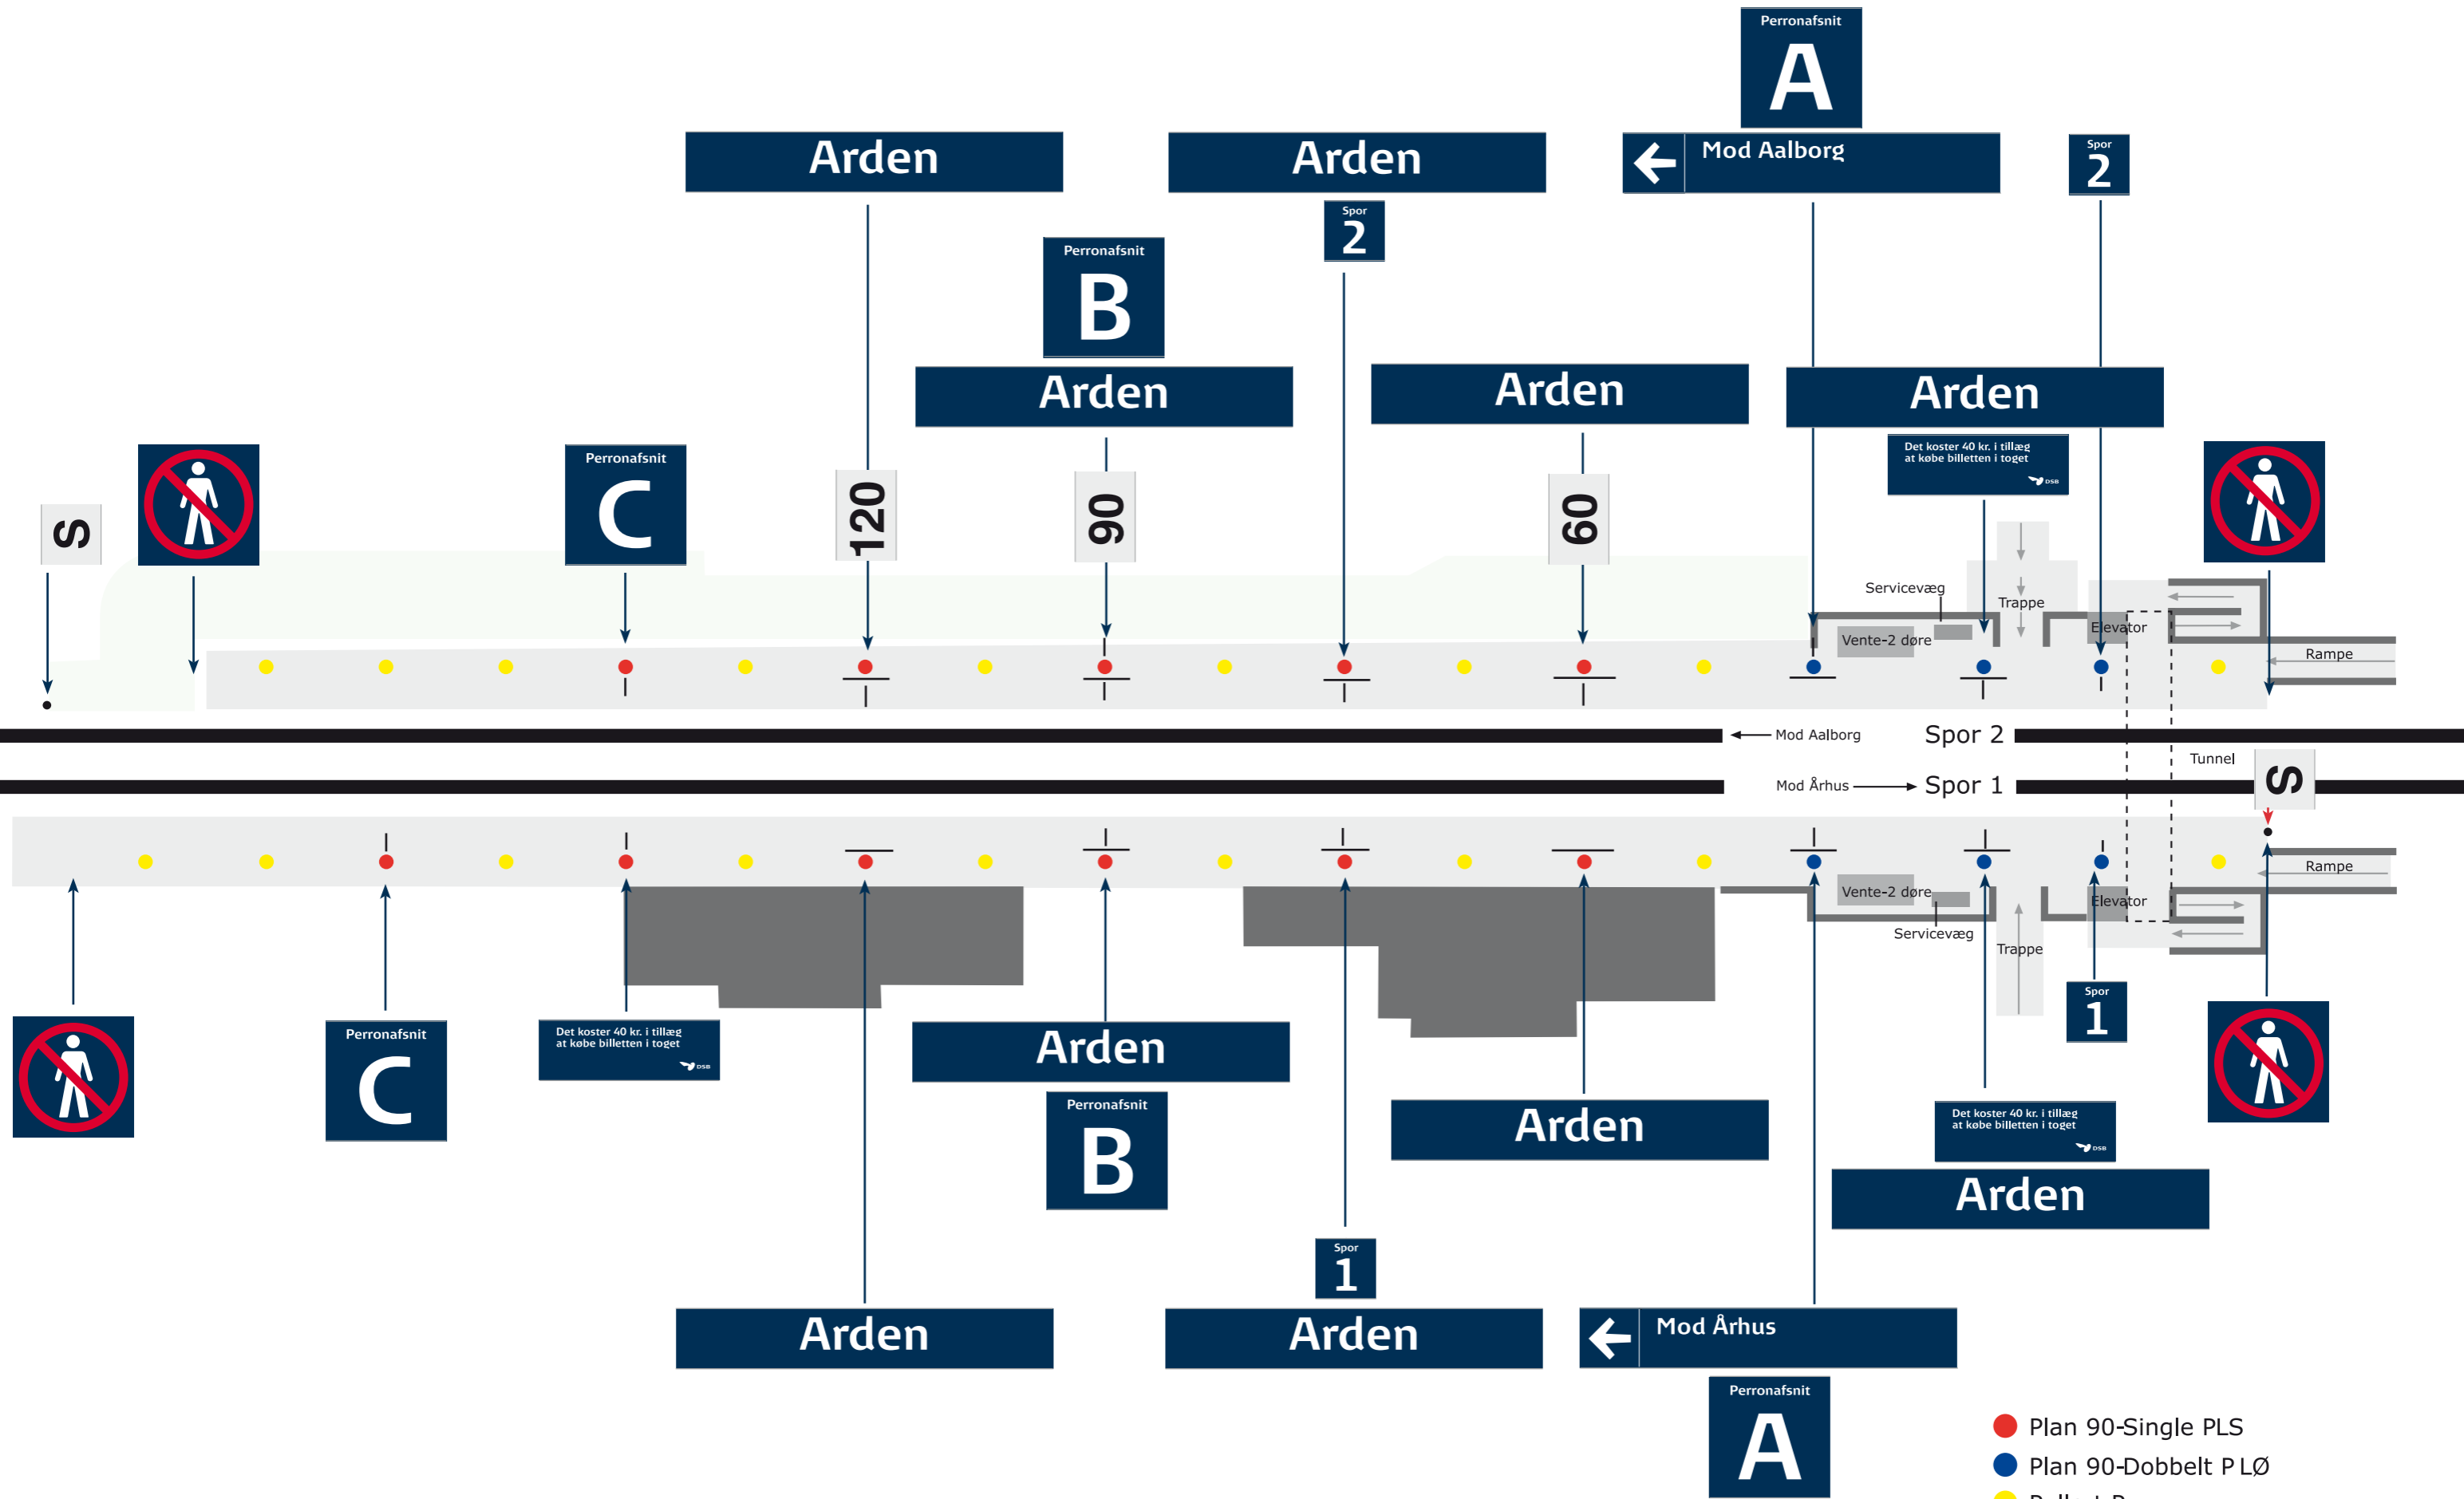 Perronafsnit
A
Arden
Arden
Mod Aalborg
Spor
2
Spor
2
Perronafsnit
B
Arden
Arden
Arden
Det koster 40 kr. i tillæg
at købe billetten i toget
DSB
Perronafsnit
C
S
120
90
60
Servicevæg
Trappe
Vente-2 døre
Elevator
Rampe
Mod Aalborg
Spor 2
Tunnel
Mod Århus
Spor 1
S
Vente-2 døre
Elevator
Rampe
Servicevæg
Trappe
Perronafsnit
C
Det koster 40 kr. i tillæg
at købe billetten i toget
DSB
Arden
Perronafsnit
B
Spor
1
Arden
Det koster 40 kr. i tillæg
at købe billetten i toget
DSB
Arden
Spor
1
Arden
Arden
Mod Århus
Perronafsnit
A
Plan 90-Single PLS
Plan 90-Dobbelt PLØ